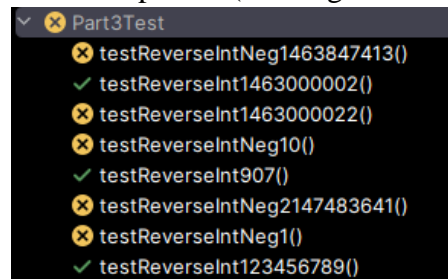 Part3Test
testReverseIntNeg1463847413()
testReverseInt1463000002()
testReverseInt1463000022()
testReverseIntNeg10()
testReverseInt907()
testReverseIntNeg2147483641()
testReverseIntNeg1()
testReverseInt123456789()